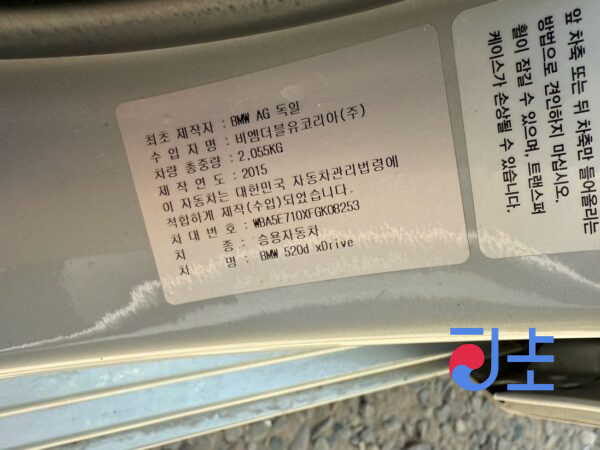 최초 제작자 : BMW AG 독일
수 입 자 명 : 비엠더블유코리아(주)
차량 총중량 : 2,055KG
제 작 연 도 : 2015
이 자동차는 대한민국 자동차관리법령에
적합하게 제작(수입)되었습니다.
차 대 번 호 : WBA5E710XFGK08253
차 종 : 승용자동차
차 명 : BMW 520d xDrive
앞 차축 또는 뒤 차축만 들어올리는
방법으로 견인하지 마십시오.
휠이 잠길 수 있으며, 트랜스퍼
케이스가 손상될 수 있습니다.